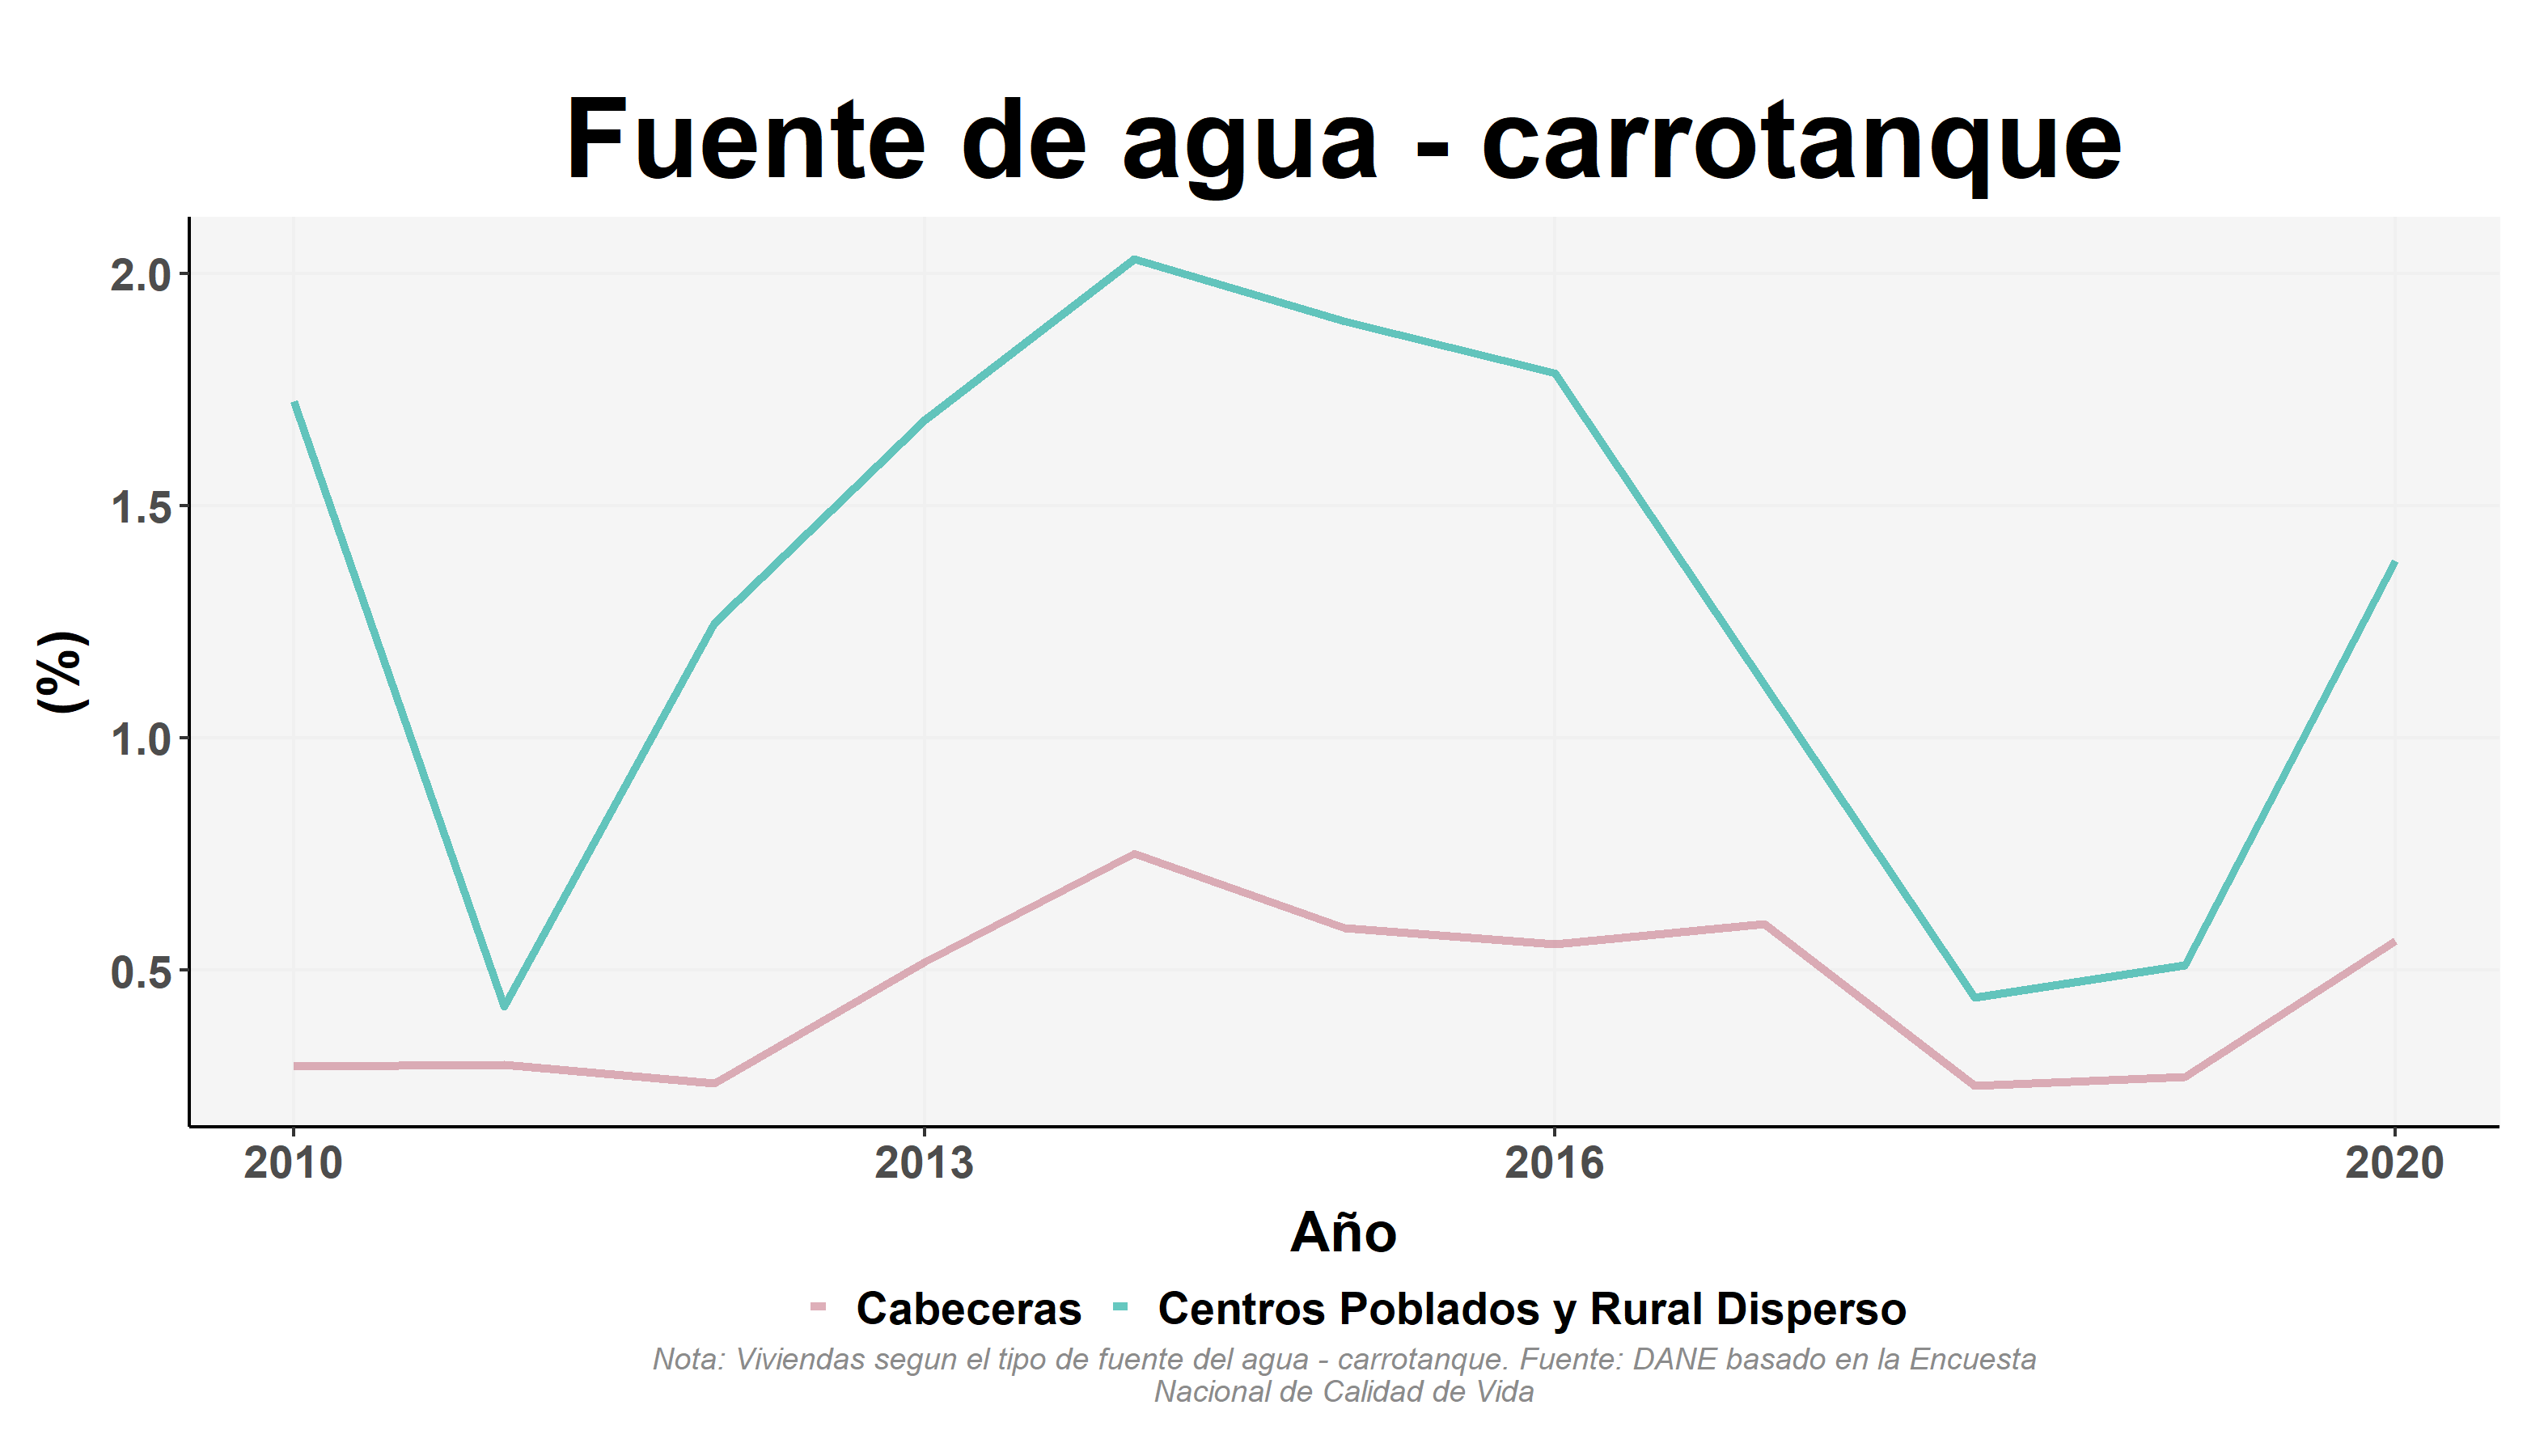 Fuente de agua - carrotanque
2.0
1.5
1.0
0.5
(%)
2010 2013 2016 2020
Año
Cabeceras Centros Poblados y Rural Disperso
Nota: Viviendas segun el tipo de fuente del agua - carrotanque. Fuente: DANE basado en la Encuesta
Nacional de Calidad de Vida